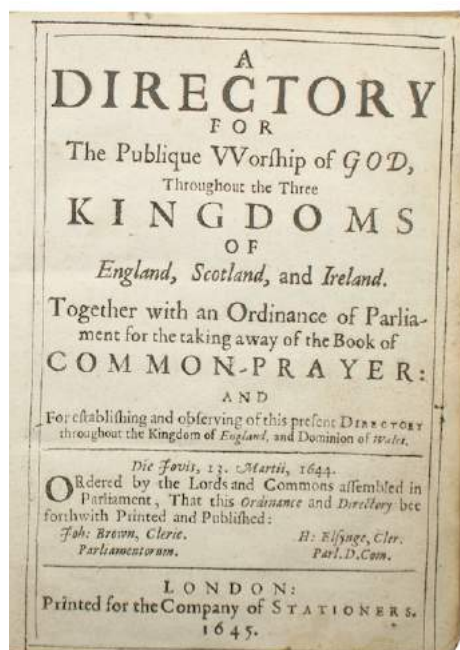 A
DIRECTORY
FOR
The Publique VVorſhip of GOD,
Throughout the Three
KINGDOMS
OF
England, Scotland, and Ireland.
Together with an Ordinance of Parlia-
ment for the taking away of the Book of
COMMON-PRAYER:
AND
For eſtabliſhing and obſerving of this preſent DIRECTORY
throughout the Kingdom of England, and Dominion of Wales.
Die Jovis, 13. Martii, 1644.
ORdered by the Lords and Commons aſſembled in
Parliament, That this Ordinance and Directory bee
forthwith Printed and Publiſhed:
Joh: Brown, Cleric. H: Elſynge, Cler.
Parliamentorum. Parl.D.Com.
LONDON:
Printed for the Company of STATIONERS.
1645.